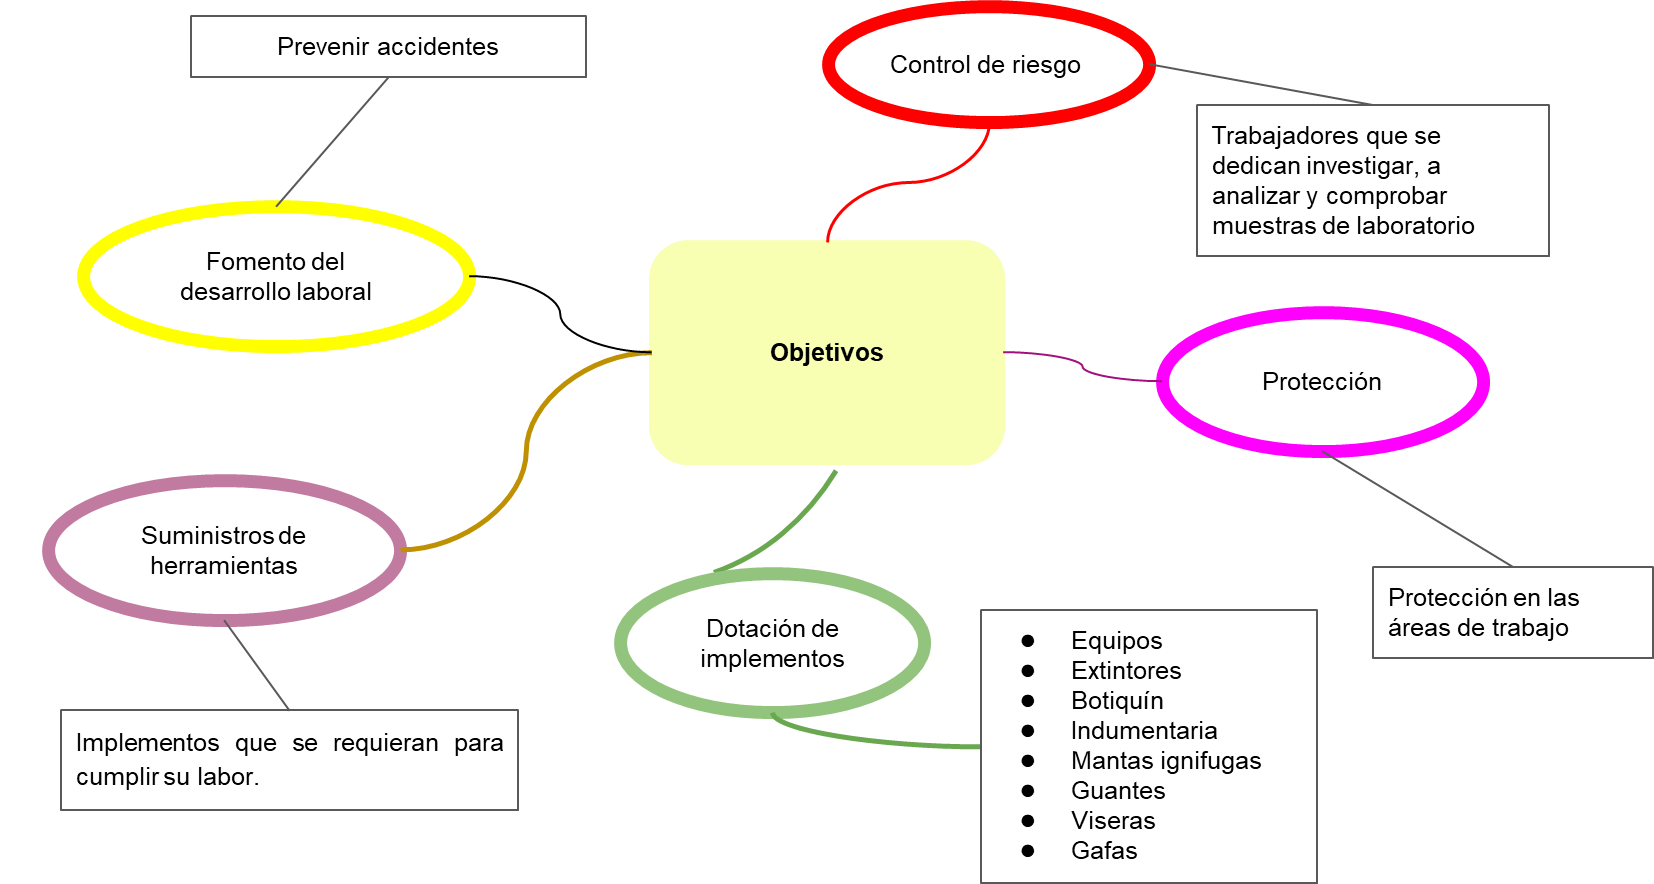 Prevenir accidentes
Control de riesgo
Trabajadores que se
dedican investigar, a
analizar y comprobar
muestras de laboratorio
Fomento del
desarrollo laboral
Objetivos
Protección
Suministros de
herramientas
Dotación de
implementos
Protección en las
áreas de trabajo
● Equipos
● Extintores
● Botiquín
● Indumentaria
● Mantas ignifugas
● Guantes
● Viseras
● Gafas
Implementos que se requieran para
cumplir su labor.